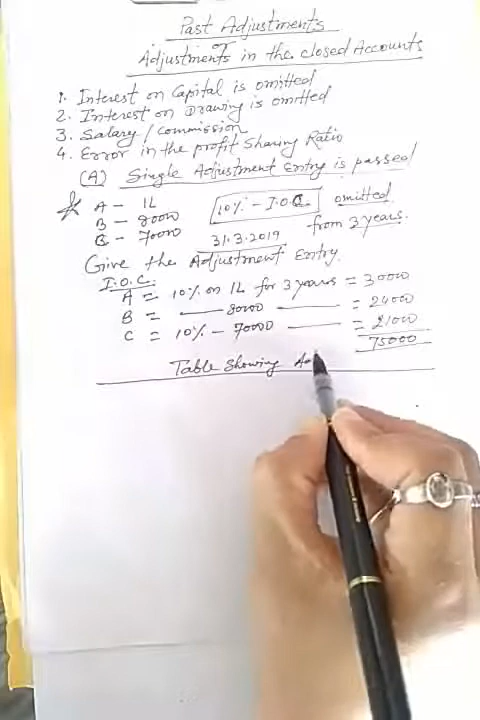 Past Adjustments
Adjustments in the closed Accounts
1. Interest on Capital is omitted
2. Interest on Drawing is omitted
3. Salary / commission
4. Error in the profit Sharing Ratio
(A) Single Adjustment Entry is passed
A - 1L
B - 80000
C - 70000
10% - I.O.C. omitted
31.3.2019 from 3 years.
Give the Adjustment Entry.
I.O.C.
A = 10% on 1L for 3 years = 30000
B = — 80000 — = 24000
C = 10% - 70000 — = 21000
75000
Table Showing